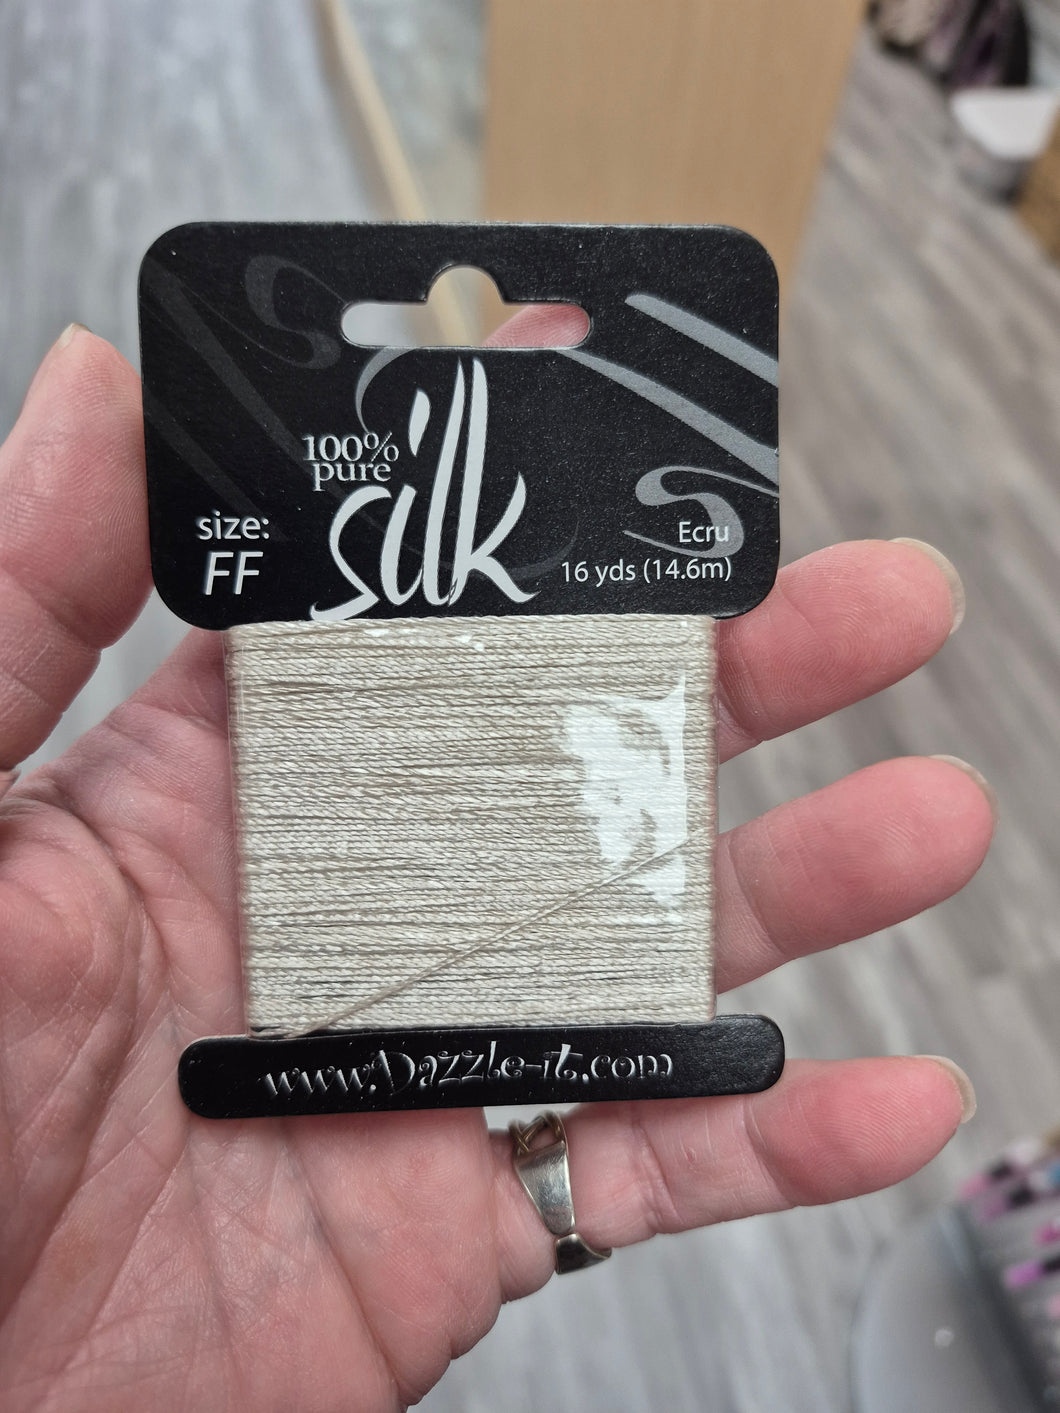 100%
pure
silk
size:
FF
Ecru
16 yds (14.6m)
www.Dazzle-it.com